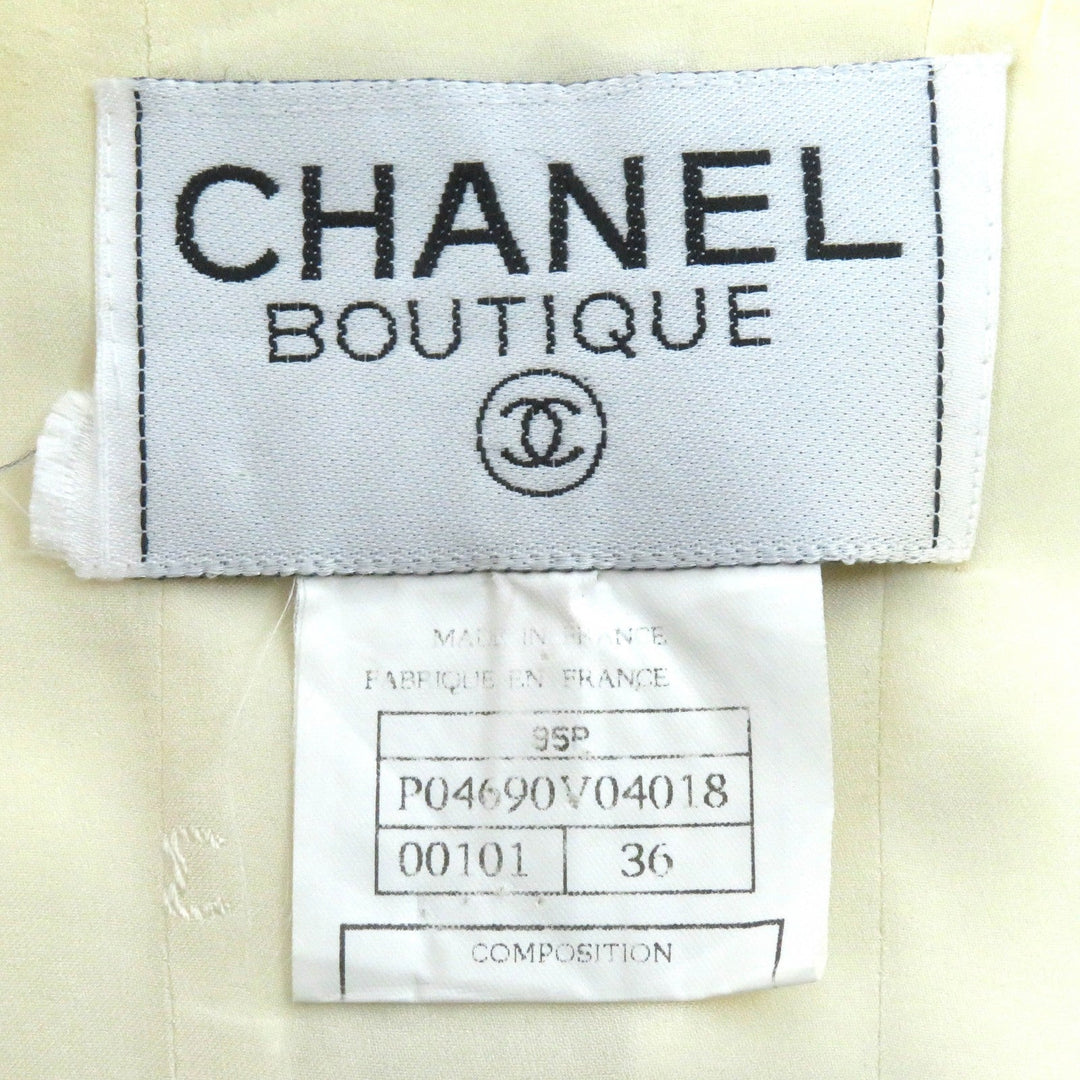 CHANEL
BOUTIQUE
MADE IN FRANCE
FABRIQUE EN FRANCE
95P
P04690V04018
00101 36
COMPOSITION